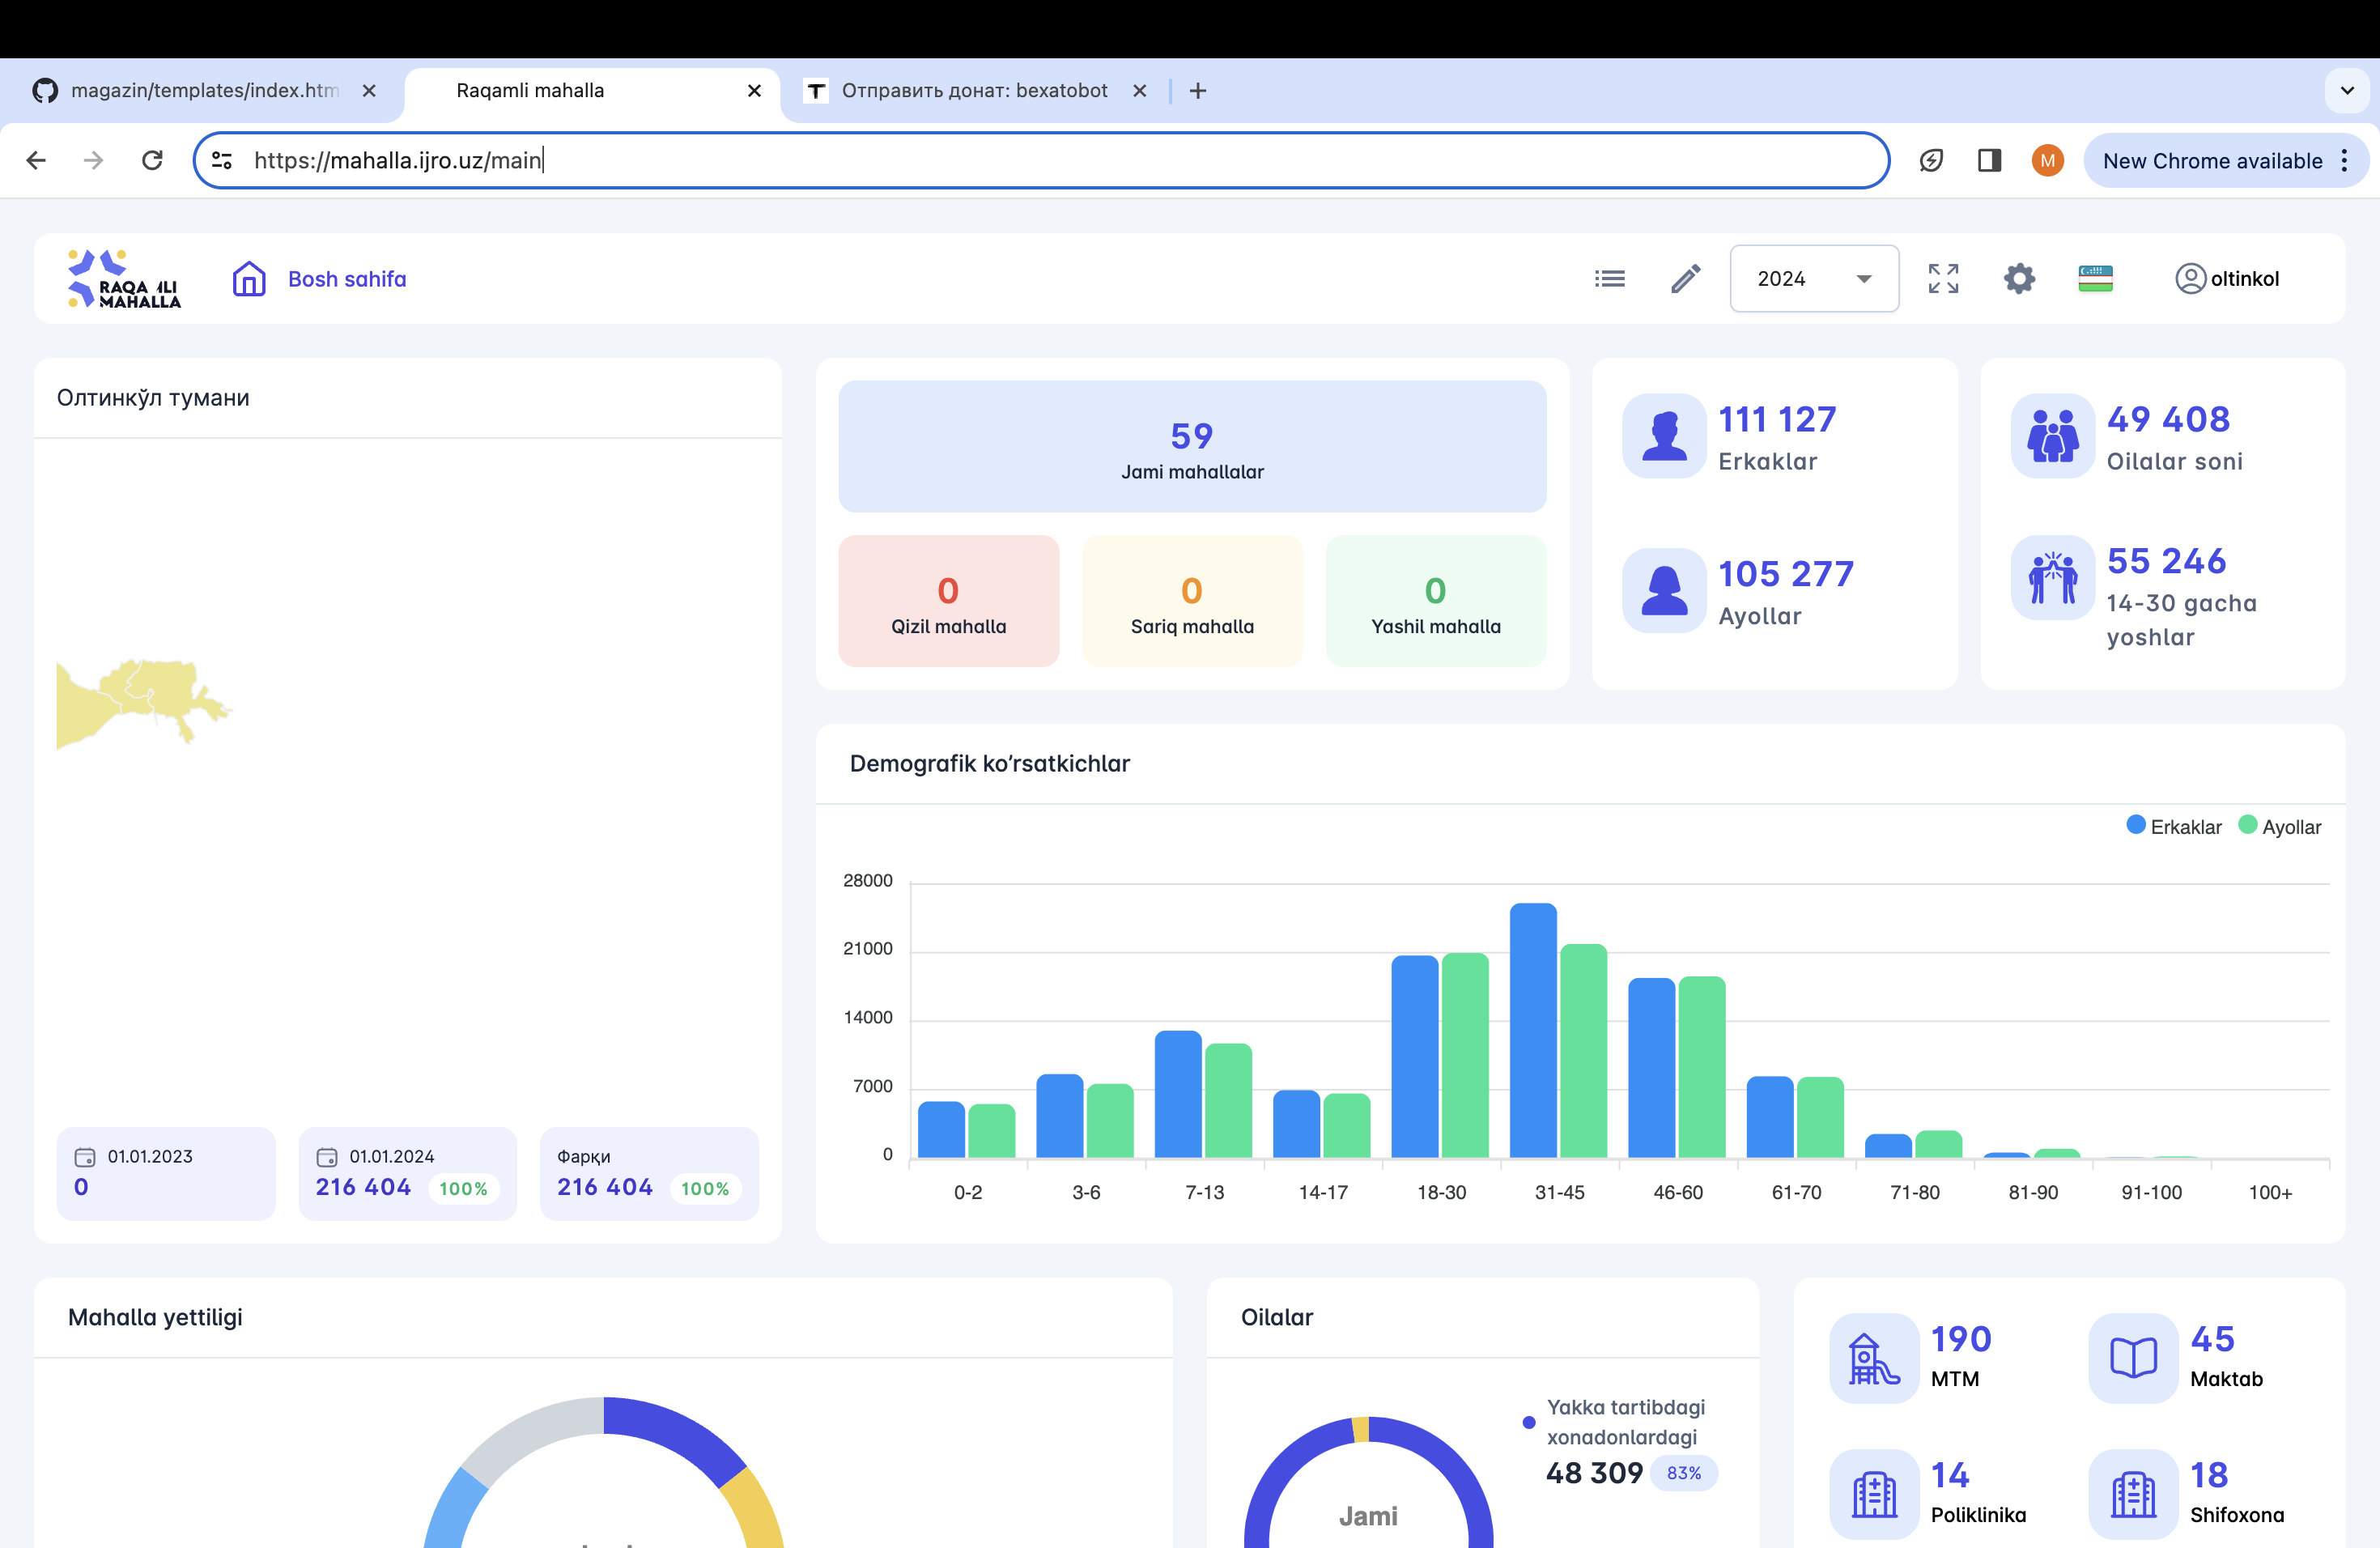 magazin/templates/index.htm
Raqamli mahalla
Отправить донат: bexatobot
https://mahalla.ijro.uz/main
M
New Chrome available
RAQA ILI
MAHALLA
Bosh sahifa
2024
oltinkol
Олтинкўл тумани
01.01.2023
0
01.01.2024
216 404 100%
Фарқи
216 404 100%
59
Jami mahallalar
0
Qizil mahalla
0
Sariq mahalla
0
Yashil mahalla
111 127
Erkaklar
105 277
Ayollar
49 408
Oilalar soni
55 246
14-30 gacha
yoshlar
Demografik ko’rsatkichlar
Erkaklar Ayollar
28000
21000
14000
7000
0
0-2 3-6 7-13 14-17 18-30 31-45 46-60 61-70 71-80 81-90 91-100 100+
Mahalla yettiligi
Oilalar
Jami
Yakka tartibdagi
xonadonlardagi
48 309 83%
190
MTM
45
Maktab
14
Poliklinika
18
Shifoxona